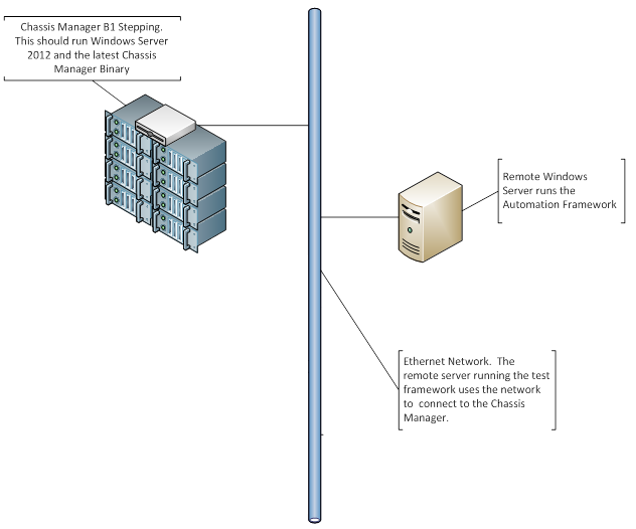 Chassis Manager B1 Stepping.
This should run Windows Server
2012 and the latest Chassis
Manager Binary
Remote Windows
Server runs the
Automation Framework
Ethernet Network.  The
remote server running the test
framework uses the network
to  connect to the Chassis
Manager.